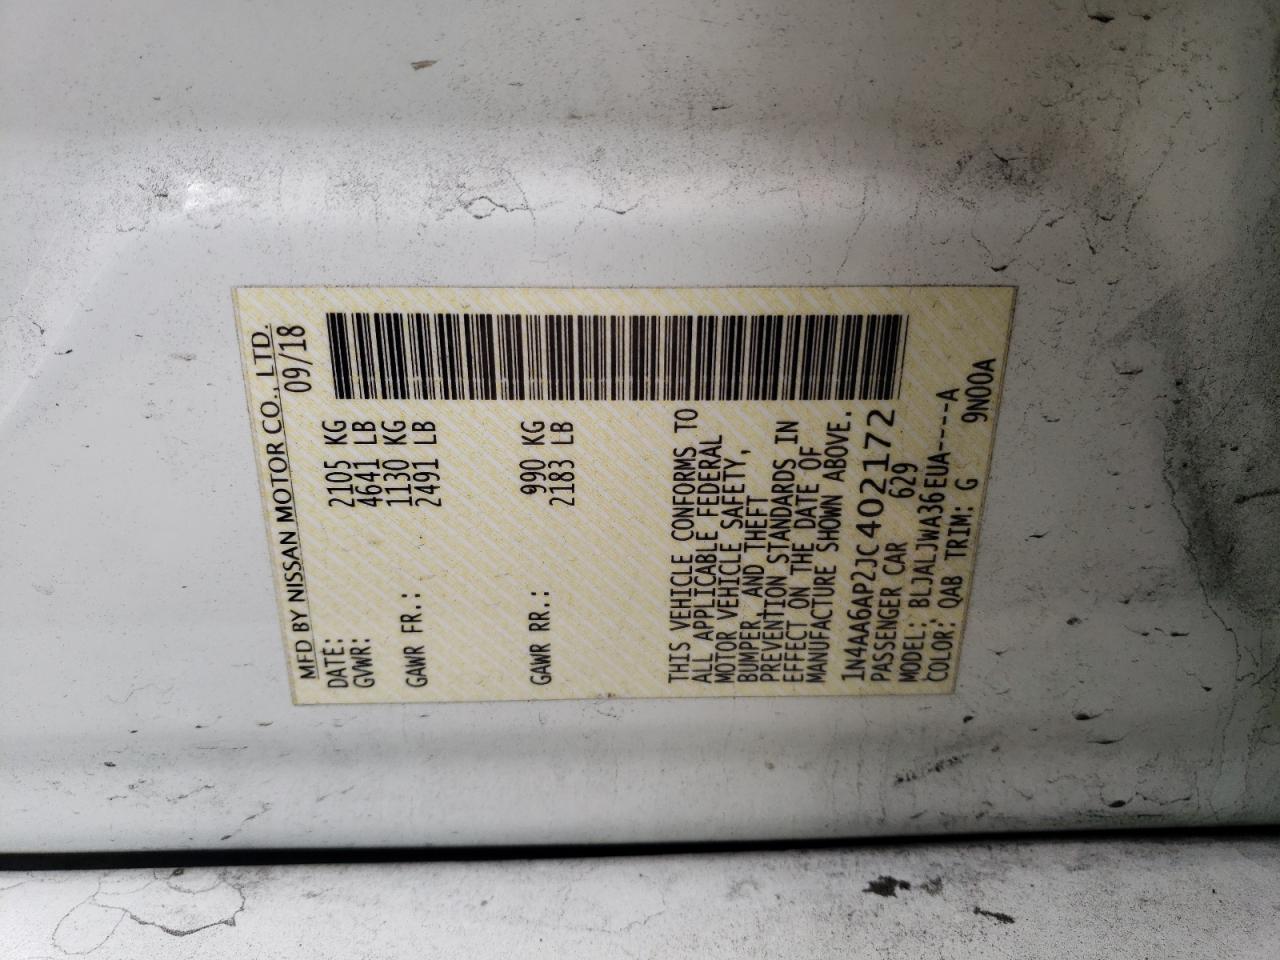 MFD BY NISSAN MOTOR CO., LTD.
DATE: 09/18
GVWR: 2105 KG
4641 LB
GAWR FR.: 1130 KG
2491 LB
GAWR RR.: 990 KG
2183 LB
THIS VEHICLE CONFORMS TO
ALL APPLICABLE FEDERAL
MOTOR VEHICLE SAFETY,
BUMPER, AND THEFT
PREVENTION STANDARDS IN
EFFECT ON THE DATE OF
MANUFACTURE SHOWN ABOVE.
1N4AA6AP2JC402172
PASSENGER CAR 629
MODEL: BLJALJWA36EUA----A
COLOR: QAB TRIM: G 9N00A